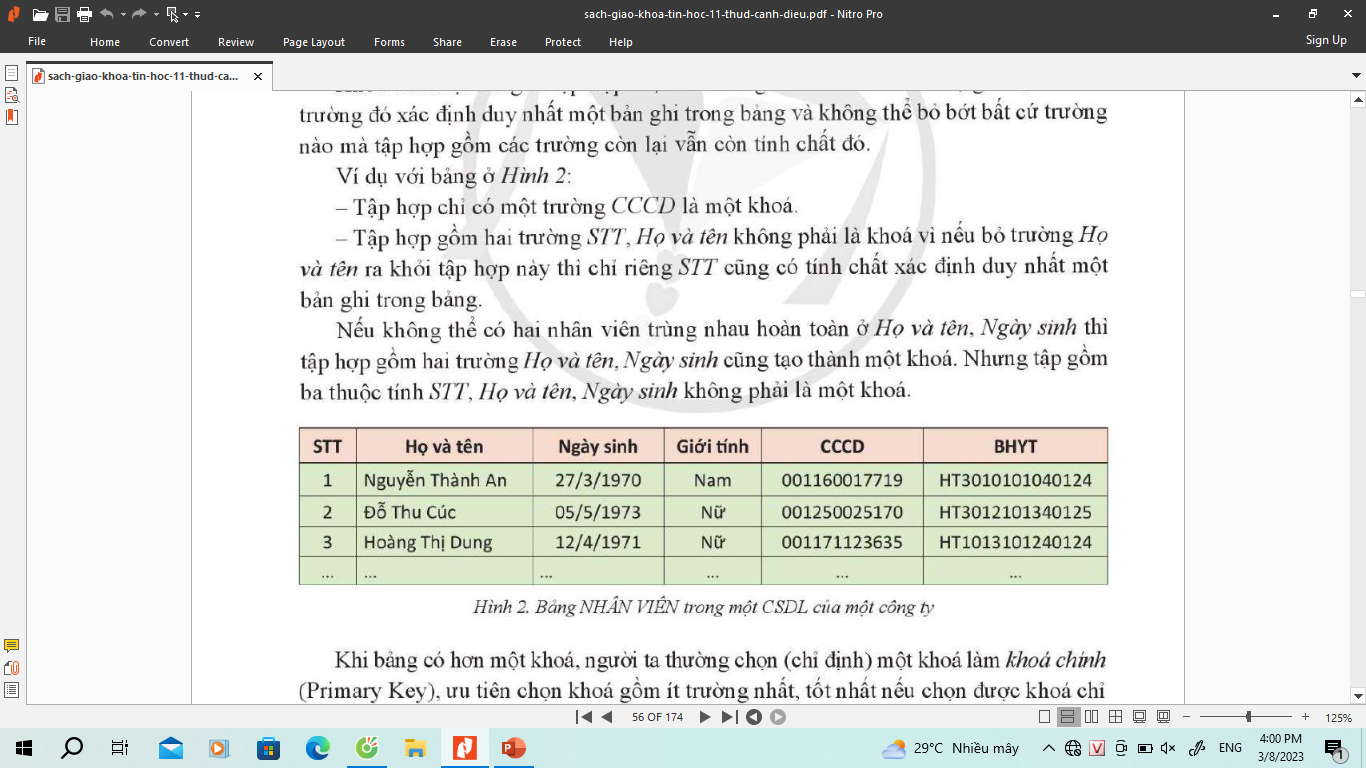 sach-giao-khoa-tin-hoc-11-thud-canh-dieu.pdf - Nitro Pro
File Home Convert Review Page Layout Forms Share Erase Protect Help Sign Up
sach-giao-khoa-tin-hoc-11-thud-ca... ×
trường đó xác định duy nhất một bản ghi trong bảng và không thể bỏ bớt bất cứ trường
nào mà tập hợp gồm các trường còn lại vẫn còn tính chất đó.
Ví dụ với bảng ở Hình 2:
– Tập hợp chỉ có một trường CCCD là một khoá.
– Tập hợp gồm hai trường STT, Họ và tên không phải là khoá vì nếu bỏ trường Họ
và tên ra khỏi tập hợp này thì chỉ riêng STT cũng có tính chất xác định duy nhất một
bản ghi trong bảng.
Nếu không thể có hai nhân viên trùng nhau hoàn toàn ở Họ và tên, Ngày sinh thì
tập hợp gồm hai trường Họ và tên, Ngày sinh cũng tạo thành một khoá. Nhưng tập gồm
ba thuộc tính STT, Họ và tên, Ngày sinh không phải là một khoá.
STT Họ và tên Ngày sinh Giới tính CCCD BHYT
1 Nguyễn Thành An 27/3/1970 Nam 001160017719 HT3010101040124
2 Đỗ Thu Cúc 05/5/1973 Nữ 001250025170 HT3012101340125
3 Hoàng Thị Dung 12/4/1971 Nữ 001171123635 HT1013101240124
... ... ... ... ... ...
Hình 2. Bảng NHÂN VIÊN trong một CSDL của một công ty
Khi bảng có hơn một khoá, người ta thường chọn (chỉ định) một khoá làm khoá chính
(Primary Key), ưu tiên chọn khoá gồm ít trường nhất, tốt nhất nếu chọn được khoá chỉ
56 OF 174 125%
29°C Nhiều mây ENG 4:00 PM
3/8/2023